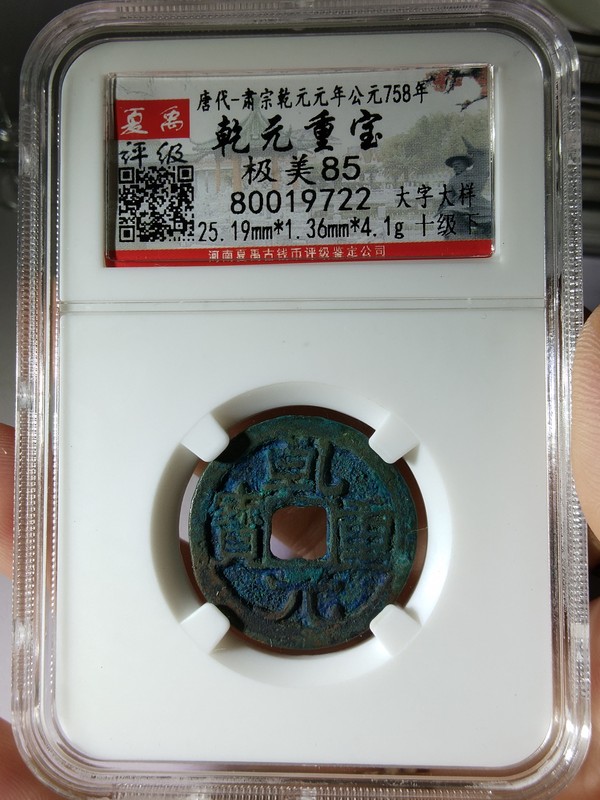 唐代-肃宗乾元元年公元758年
夏禹
评级
乾元重宝
极美85
80019722
大字大样
25.19mm*1.36mm*4.1g 十级下
河南夏禹古钱币评级鉴定公司
乾元重寶